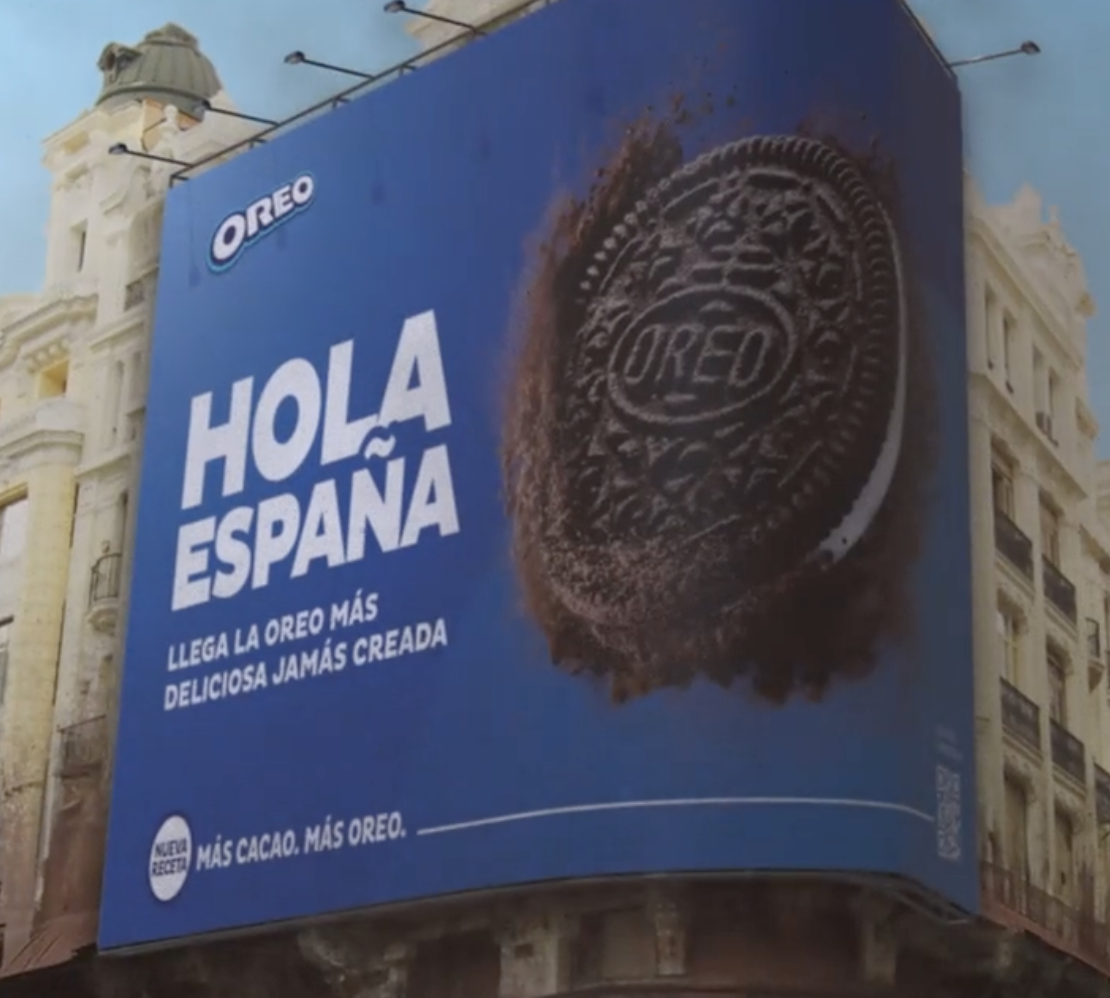 OREO
HOLA
ESPAÑA
LLEGA LA OREO MÁS
DELICIOSA JAMÁS CREADA
OREO
NUEVA
RECETA
MÁS CACAO. MÁS OREO.